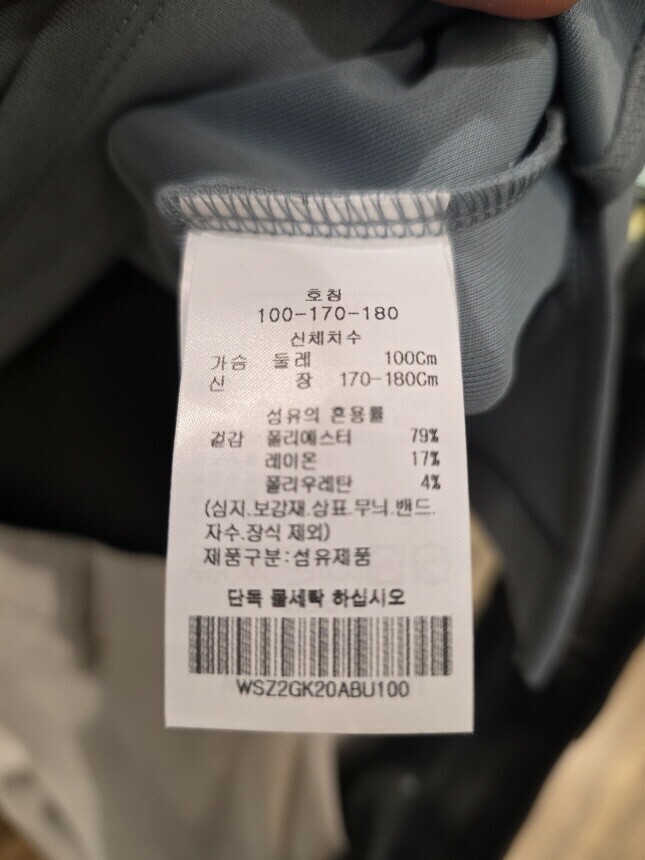 호칭
100-170-180
신체치수
가슴 둘레 100Cm
신 장 170-180Cm
섬유의 혼용률
겉감 폴리에스터 79%
레이온 17%
폴리우레탄 4%
(심지.보강재.상표.무늬.밴드.
자수.장식 제외)
제품구분:섬유제품
단독 물세탁 하십시오
WSZ2GK20ABU100